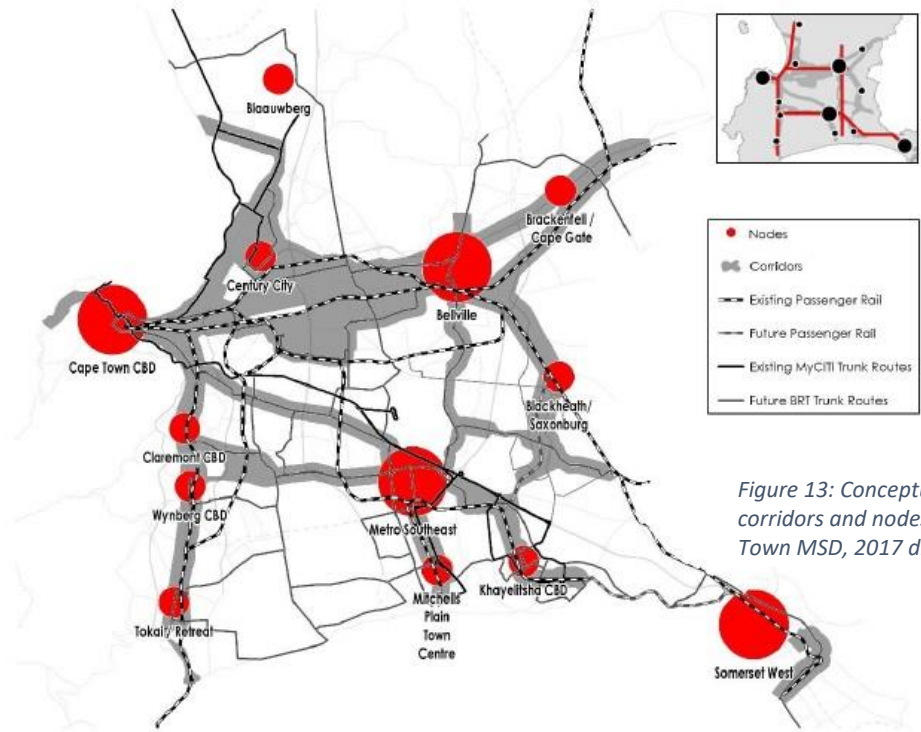 Blaauwberg
Brackenfell /
Cape Gate
Century City
Bellville
Cape Town CBD
Blackheath/
Saxonburg
Claremont CBD
Wynberg CBD
Metro Southeast
Khayelitsha CBD
Mitchells
Plain
Town
Centre
Tokai/ Retreat
Somerset West
Nodes
Corridors
Existing Passenger Rail
Future Passenger Rail
Existing MyCiTi Trunk Routes
Future BRT Trunk Routes
Figure 13: Concept
corridors and node
Town MSD, 2017 d